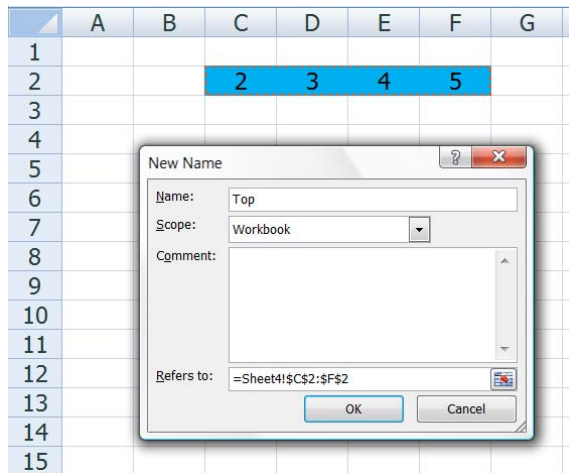 A B C D E F G
1
2 2 3 4 5
3
4
5 New Name ?
6 Name: Top
7 Scope: Workbook
8 Comment:
9
10
11
12 Refers to: =Sheet4!$C$2:$F$2
13 OK Cancel
14
15